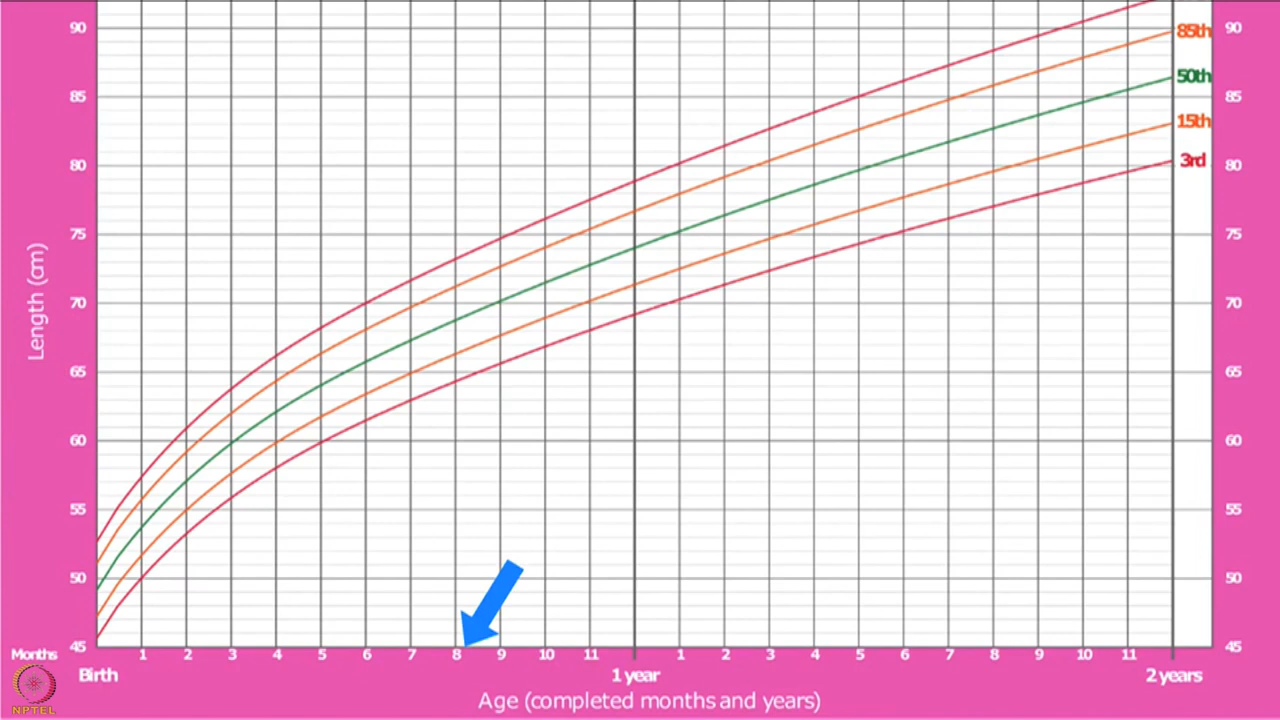 90 90
85th
50th
85 85
15th
80 3rd 80
75 75
Length (cm)
70 70
65 65
60 60
55 55
50 50
45 45
Months 1 2 3 4 5 6 7 8 9 10 11 1 2 3 4 5 6 7 8 9 10 11
Birth 1 year 2 years
Age (completed months and years)
NPTEL